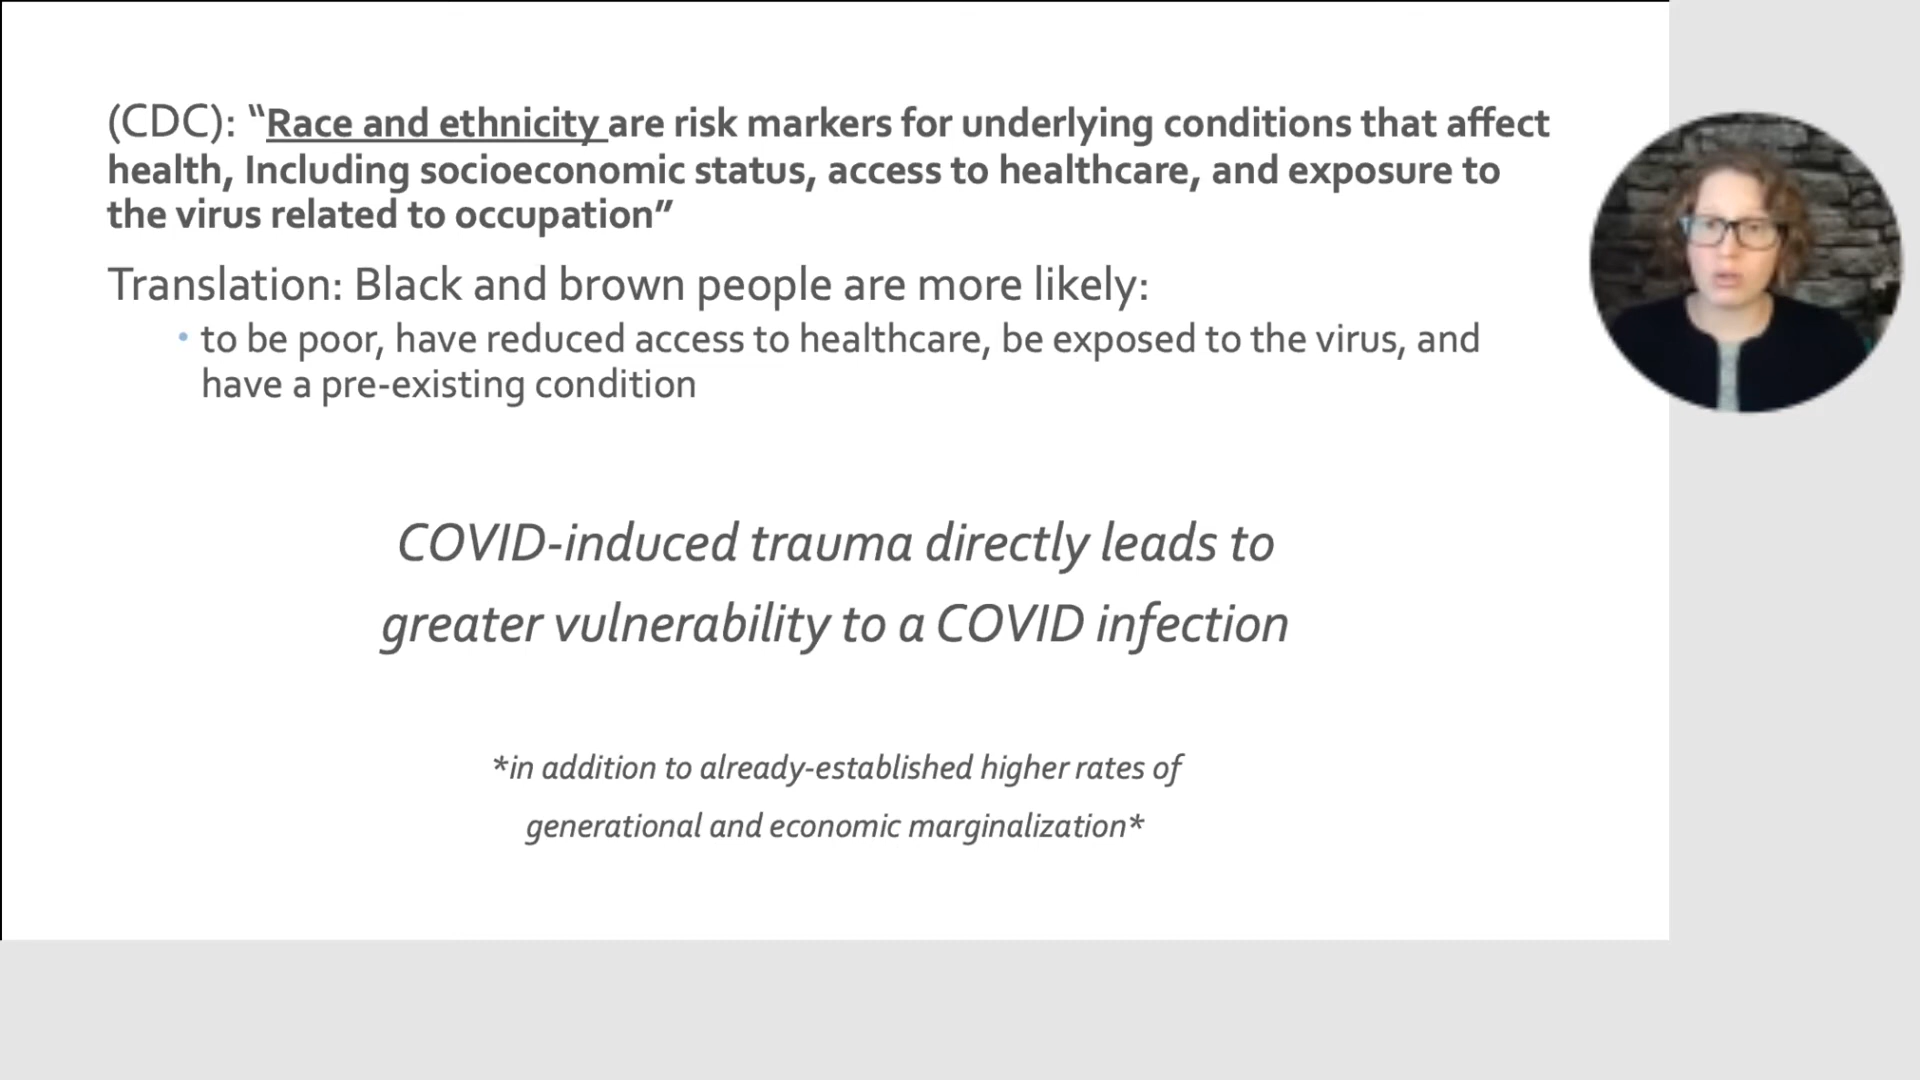 (CDC): “Race and ethnicity are risk markers for underlying conditions that affect
health, Including socioeconomic status, access to healthcare, and exposure to
the virus related to occupation”
Translation: Black and brown people are more likely:
• to be poor, have reduced access to healthcare, be exposed to the virus, and
have a pre-existing condition
COVID-induced trauma directly leads to
greater vulnerability to a COVID infection
*in addition to already-established higher rates of
generational and economic marginalization*